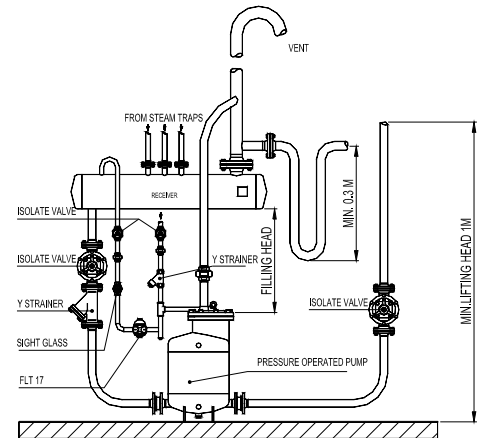 VENT
FROM STEAM TRAPS
RECEIVER
ISOLATE VALVE
ISOLATE VALVE
Y STRAINER
Y STRAINER
SIGHT GLASS
FLT 17
FILLING HEAD
MIN. 0.3 M
ISOLATE VALVE
MIN.LIFTING HEAD 1M
PRESSURE OPERATED PUMP